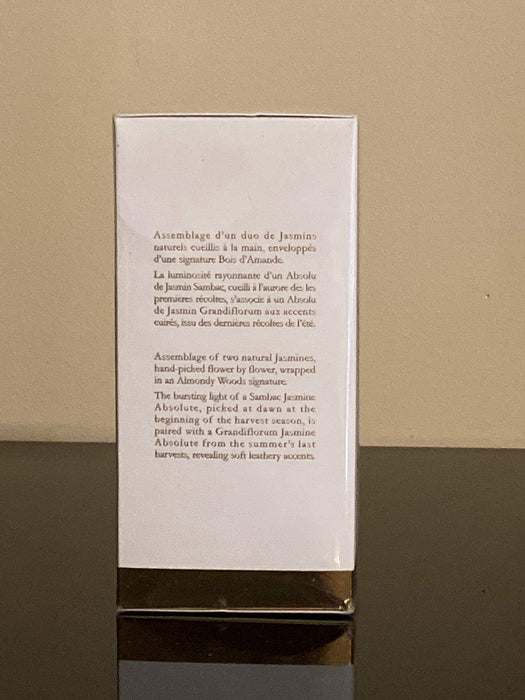 Assemblage d'un duo de Jasmins
naturels cueillis à la main, enveloppés
d'une signature Bois d'Amande.
La luminosité rayonnante d'un Absolu
de Jasmin Sambac, cueilli à l'aurore des les
premières récoltes, s'associe à un Absolu
de Jasmin Grandiflorum aux accents
cuirés, issu des dernières récoltes de l'été.
Assemblage of two natural Jasmines,
hand-picked flower by flower, wrapped
in an Almondy Woods signature.
The bursting light of a Sambac Jasmine
Absolute, picked at dawn at the
beginning of the harvest season, is
paired with a Grandiflorum Jasmine
Absolute from the summer's last
harvests, revealing soft leathery accents.